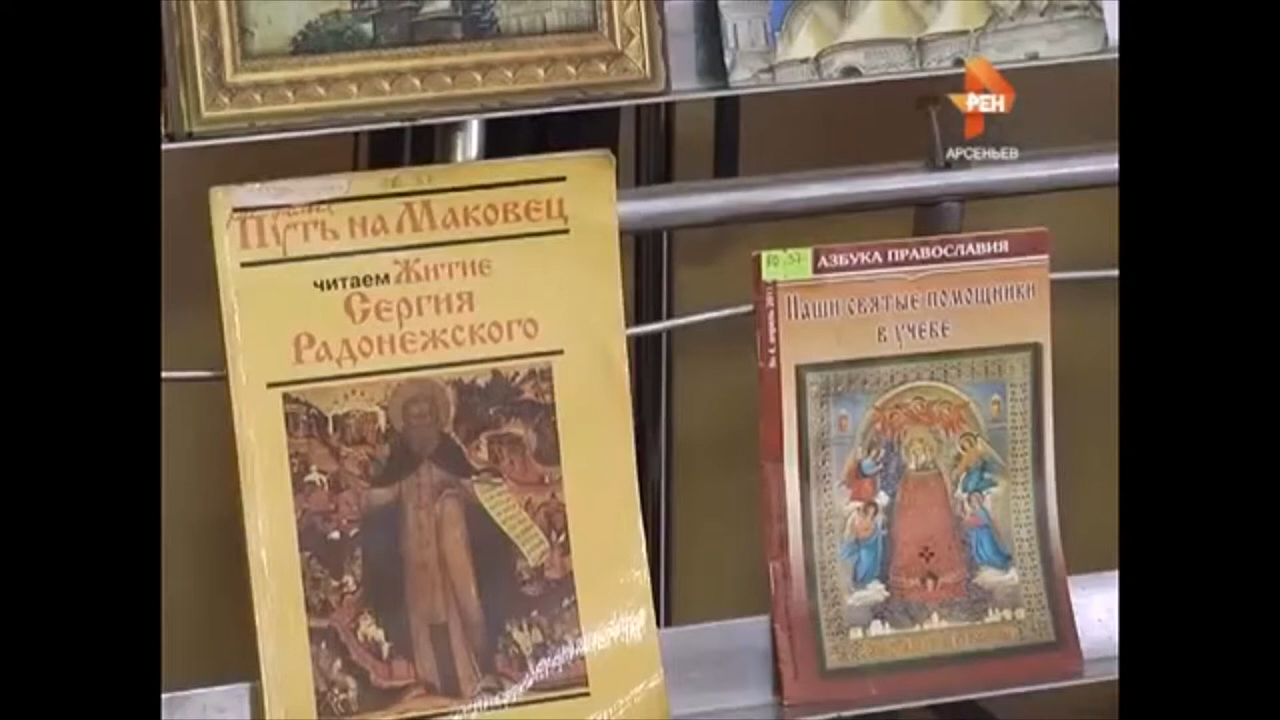 РЕН
АРСЕНЬЕВ
Путь на Маковец
читаем Житие
Сергия
Радонежского
АЗБУКА ПРАВОСЛАВИЯ
Наши святые помощники
в учебе